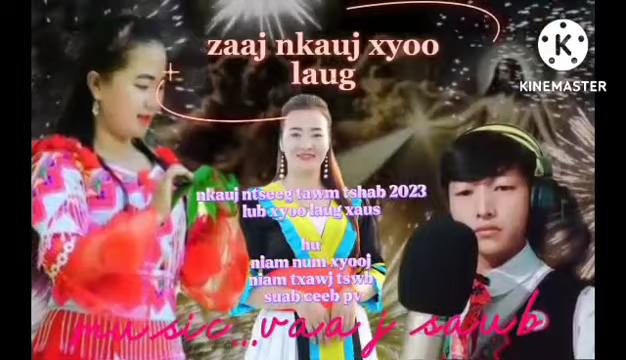 zaaj nkauj xyoo
laug
KINEMASTER
nkauj ntseeg tawm tshab 2023
lub xyoo laug xaus
hu
niam num xyooj
niam txawj tswb
suab ceeb pv
music...vaaj saub